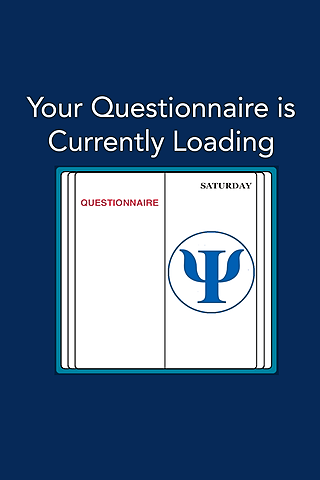 Your Questionnaire is
Currently Loading
SATURDAY
QUESTIONNAIRE
Ψ